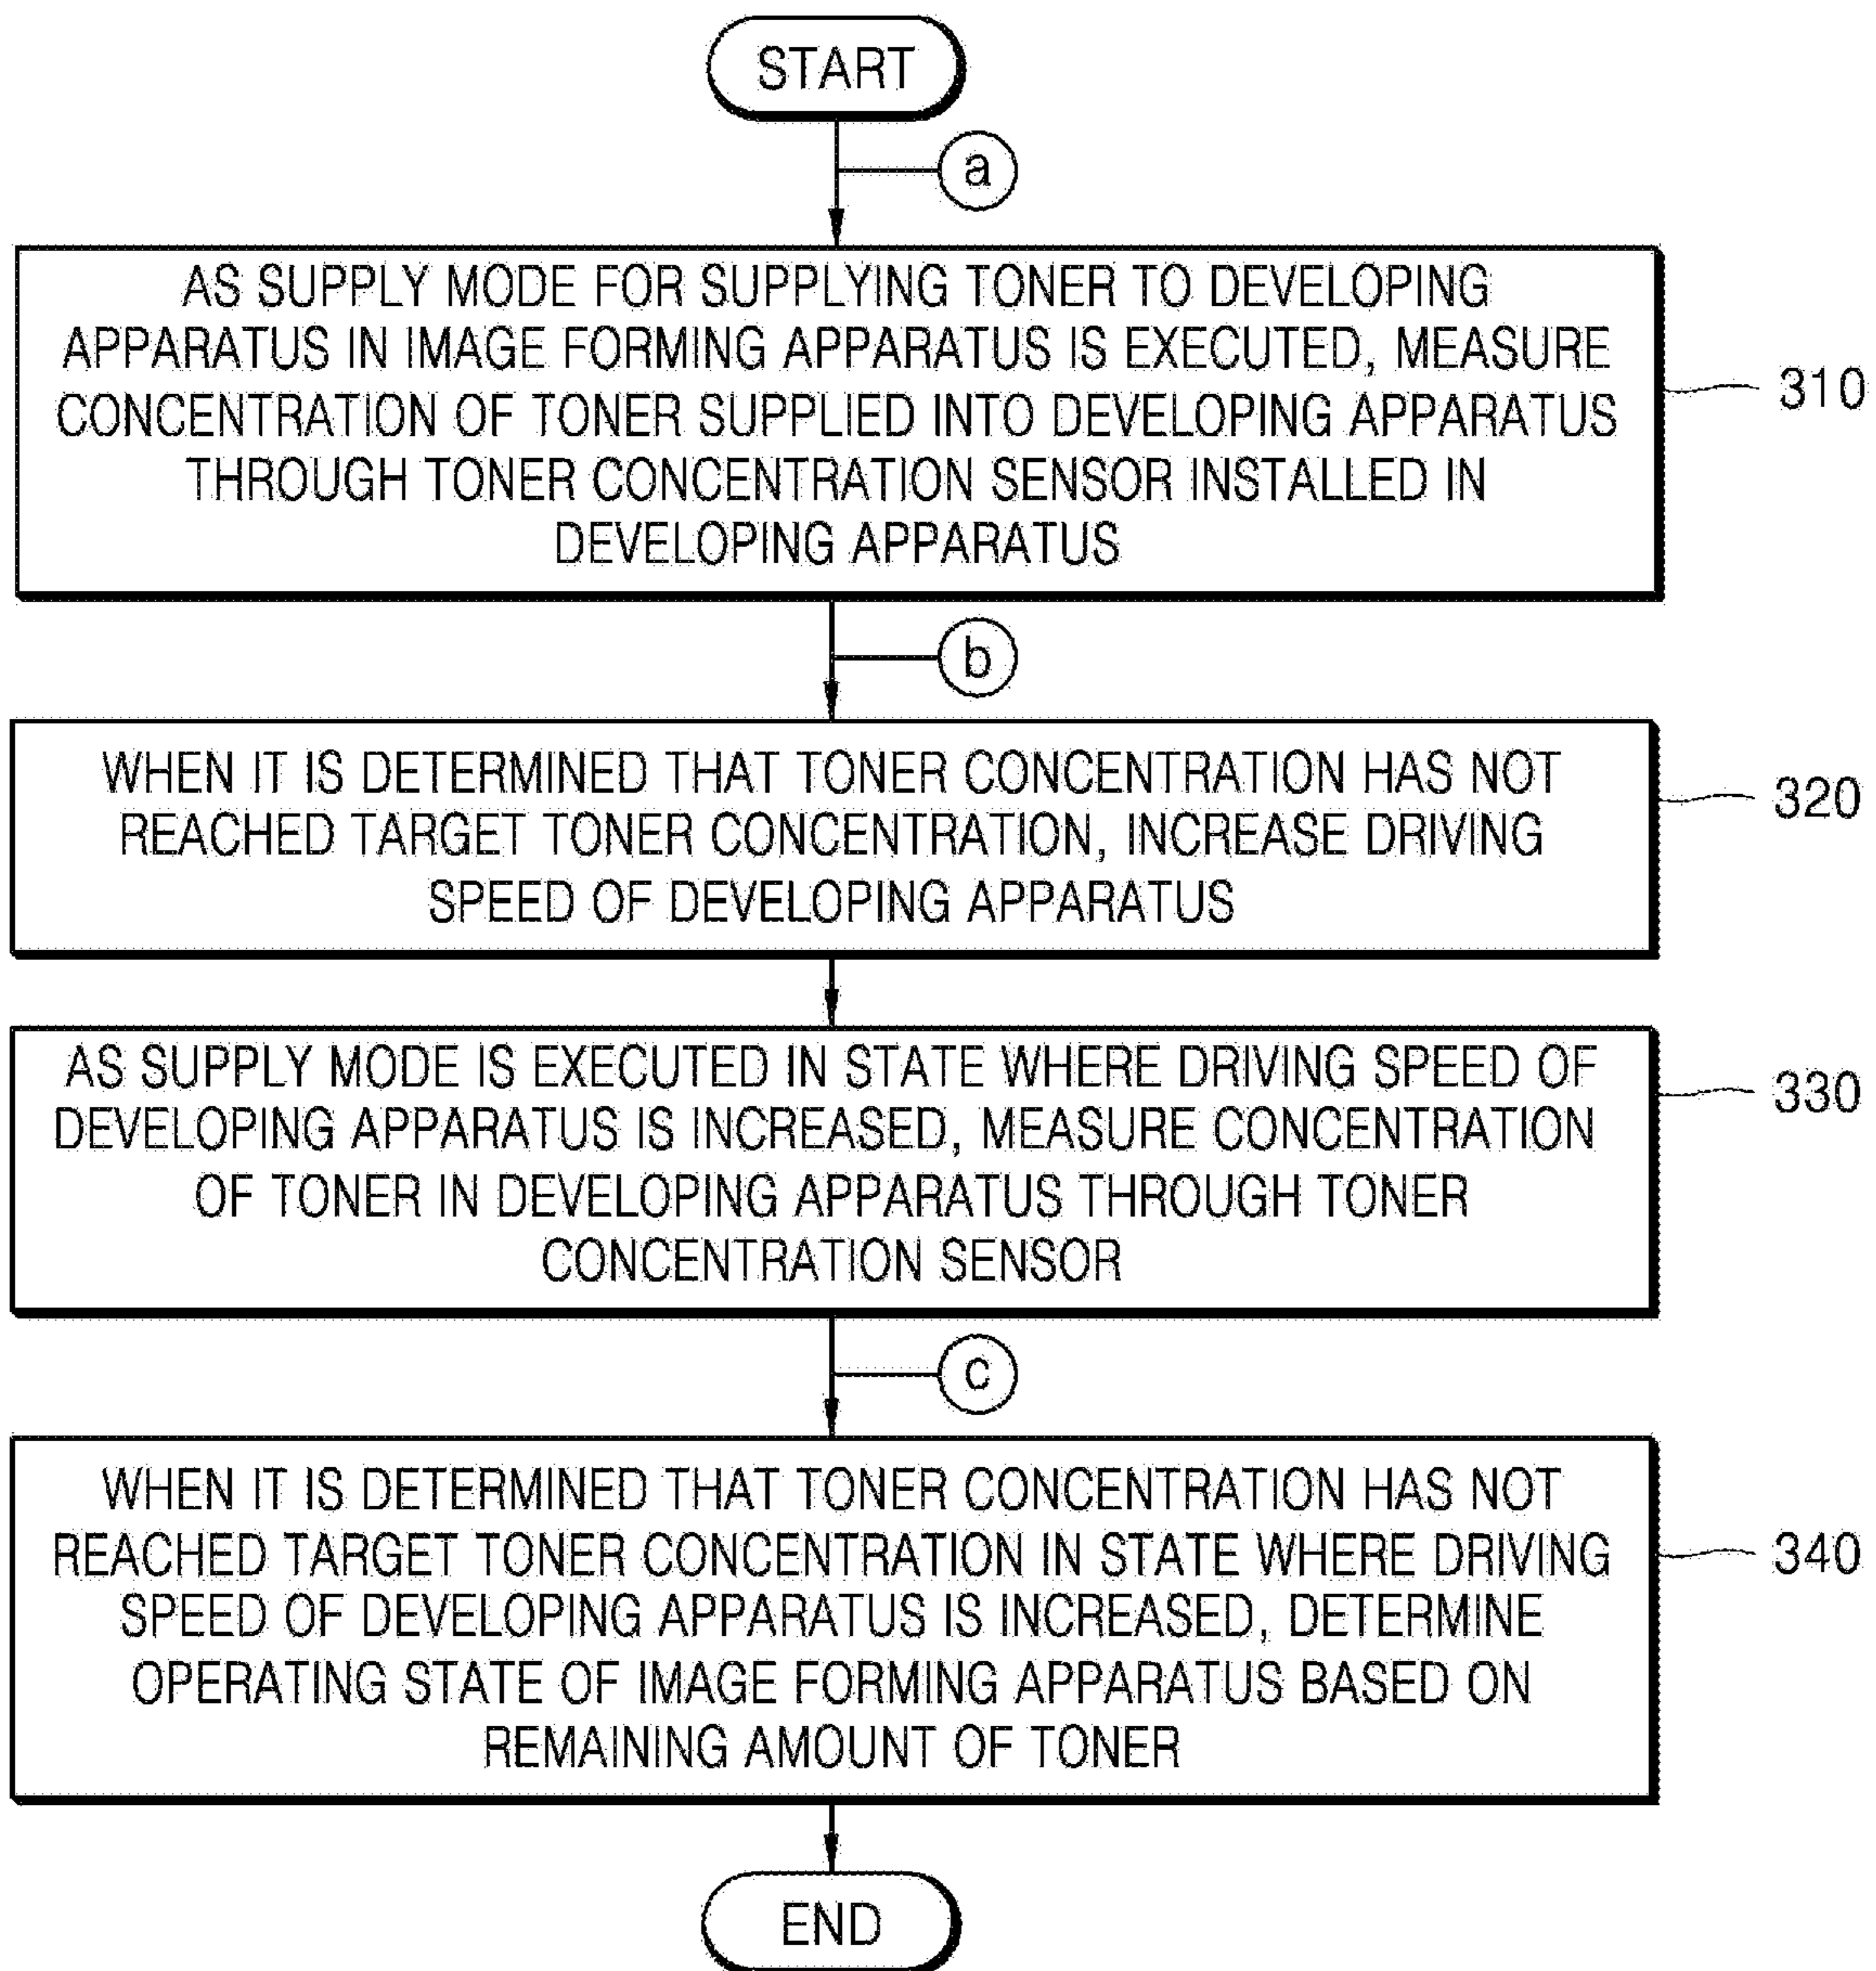 START
a
AS SUPPLY MODE FOR SUPPLYING TONER TO DEVELOPING
APPARATUS IN IMAGE FORMING APPARATUS IS EXECUTED, MEASURE
CONCENTRATION OF TONER SUPPLIED INTO DEVELOPING APPARATUS
THROUGH TONER CONCENTRATION SENSOR INSTALLED IN
DEVELOPING APPARATUS
310
b
WHEN IT IS DETERMINED THAT TONER CONCENTRATION HAS NOT
REACHED TARGET TONER CONCENTRATION, INCREASE DRIVING
SPEED OF DEVELOPING APPARATUS
320
AS SUPPLY MODE IS EXECUTED IN STATE WHERE DRIVING SPEED OF
DEVELOPING APPARATUS IS INCREASED, MEASURE CONCENTRATION
OF TONER IN DEVELOPING APPARATUS THROUGH TONER
CONCENTRATION SENSOR
330
c
WHEN IT IS DETERMINED THAT TONER CONCENTRATION HAS NOT
REACHED TARGET TONER CONCENTRATION IN STATE WHERE DRIVING
SPEED OF DEVELOPING APPARATUS IS INCREASED, DETERMINE
OPERATING STATE OF IMAGE FORMING APPARATUS BASED ON
REMAINING AMOUNT OF TONER
340
END